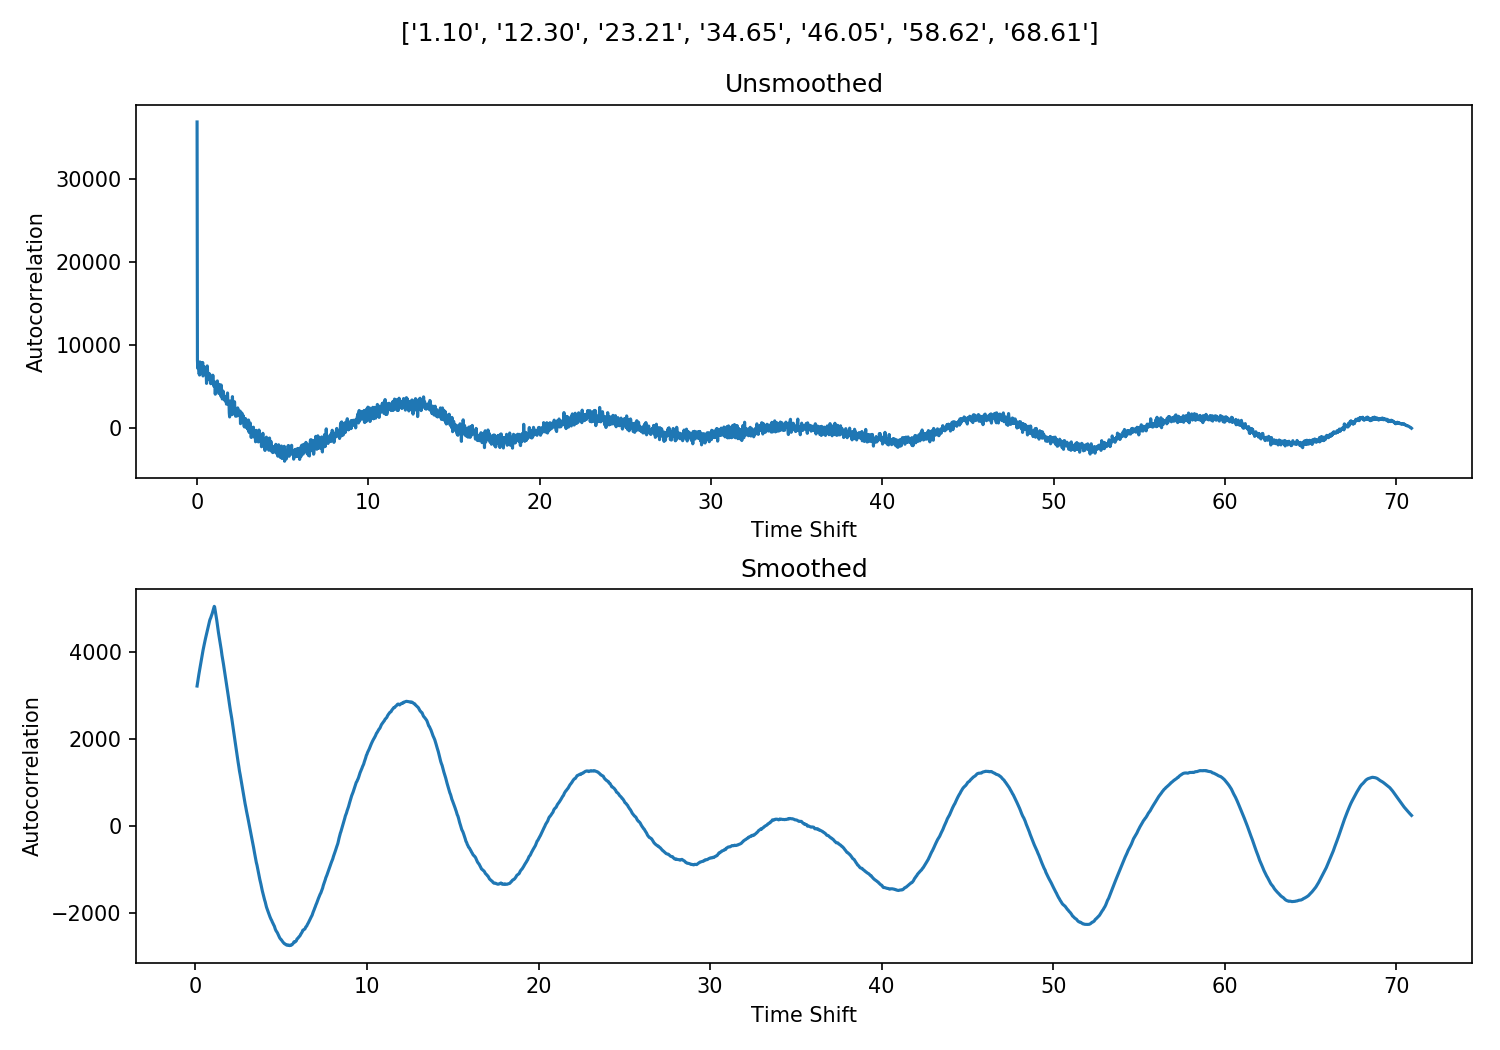 ['1.10', '12.30', '23.21', '34.65', '46.05', '58.62', '68.61']
Unsmoothed
Autocorrelation
30000
20000
10000
0
0 10 20 30 40 50 60 70
Time Shift
Smoothed
Autocorrelation
4000
2000
0
−2000
0 10 20 30 40 50 60 70
Time Shift